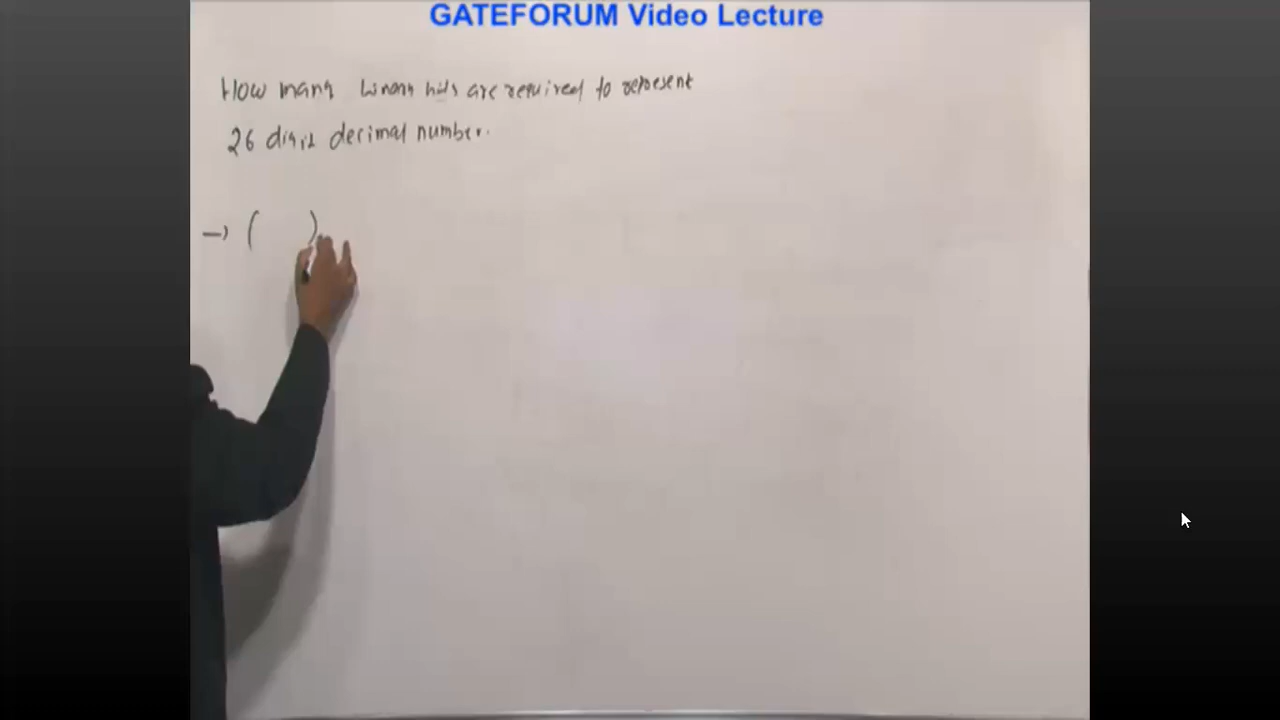 GATEFORUM Video Lecture
How many binary bits are required to represent
26 digit decimal number.
→ ( )